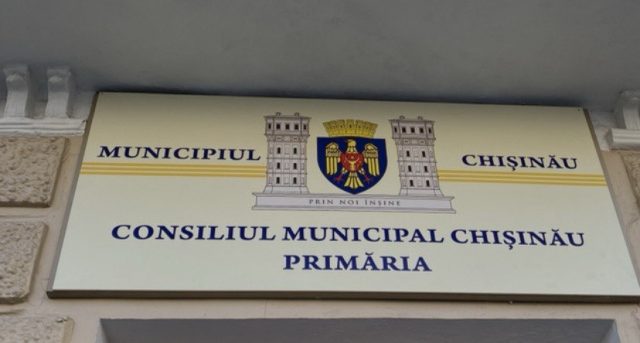 MUNICIPIUL CHIŞINĂU
PRIN NOI ÎNŞINE
CONSILIUL MUNICIPAL CHIŞINĂU
PRIMĂRIA